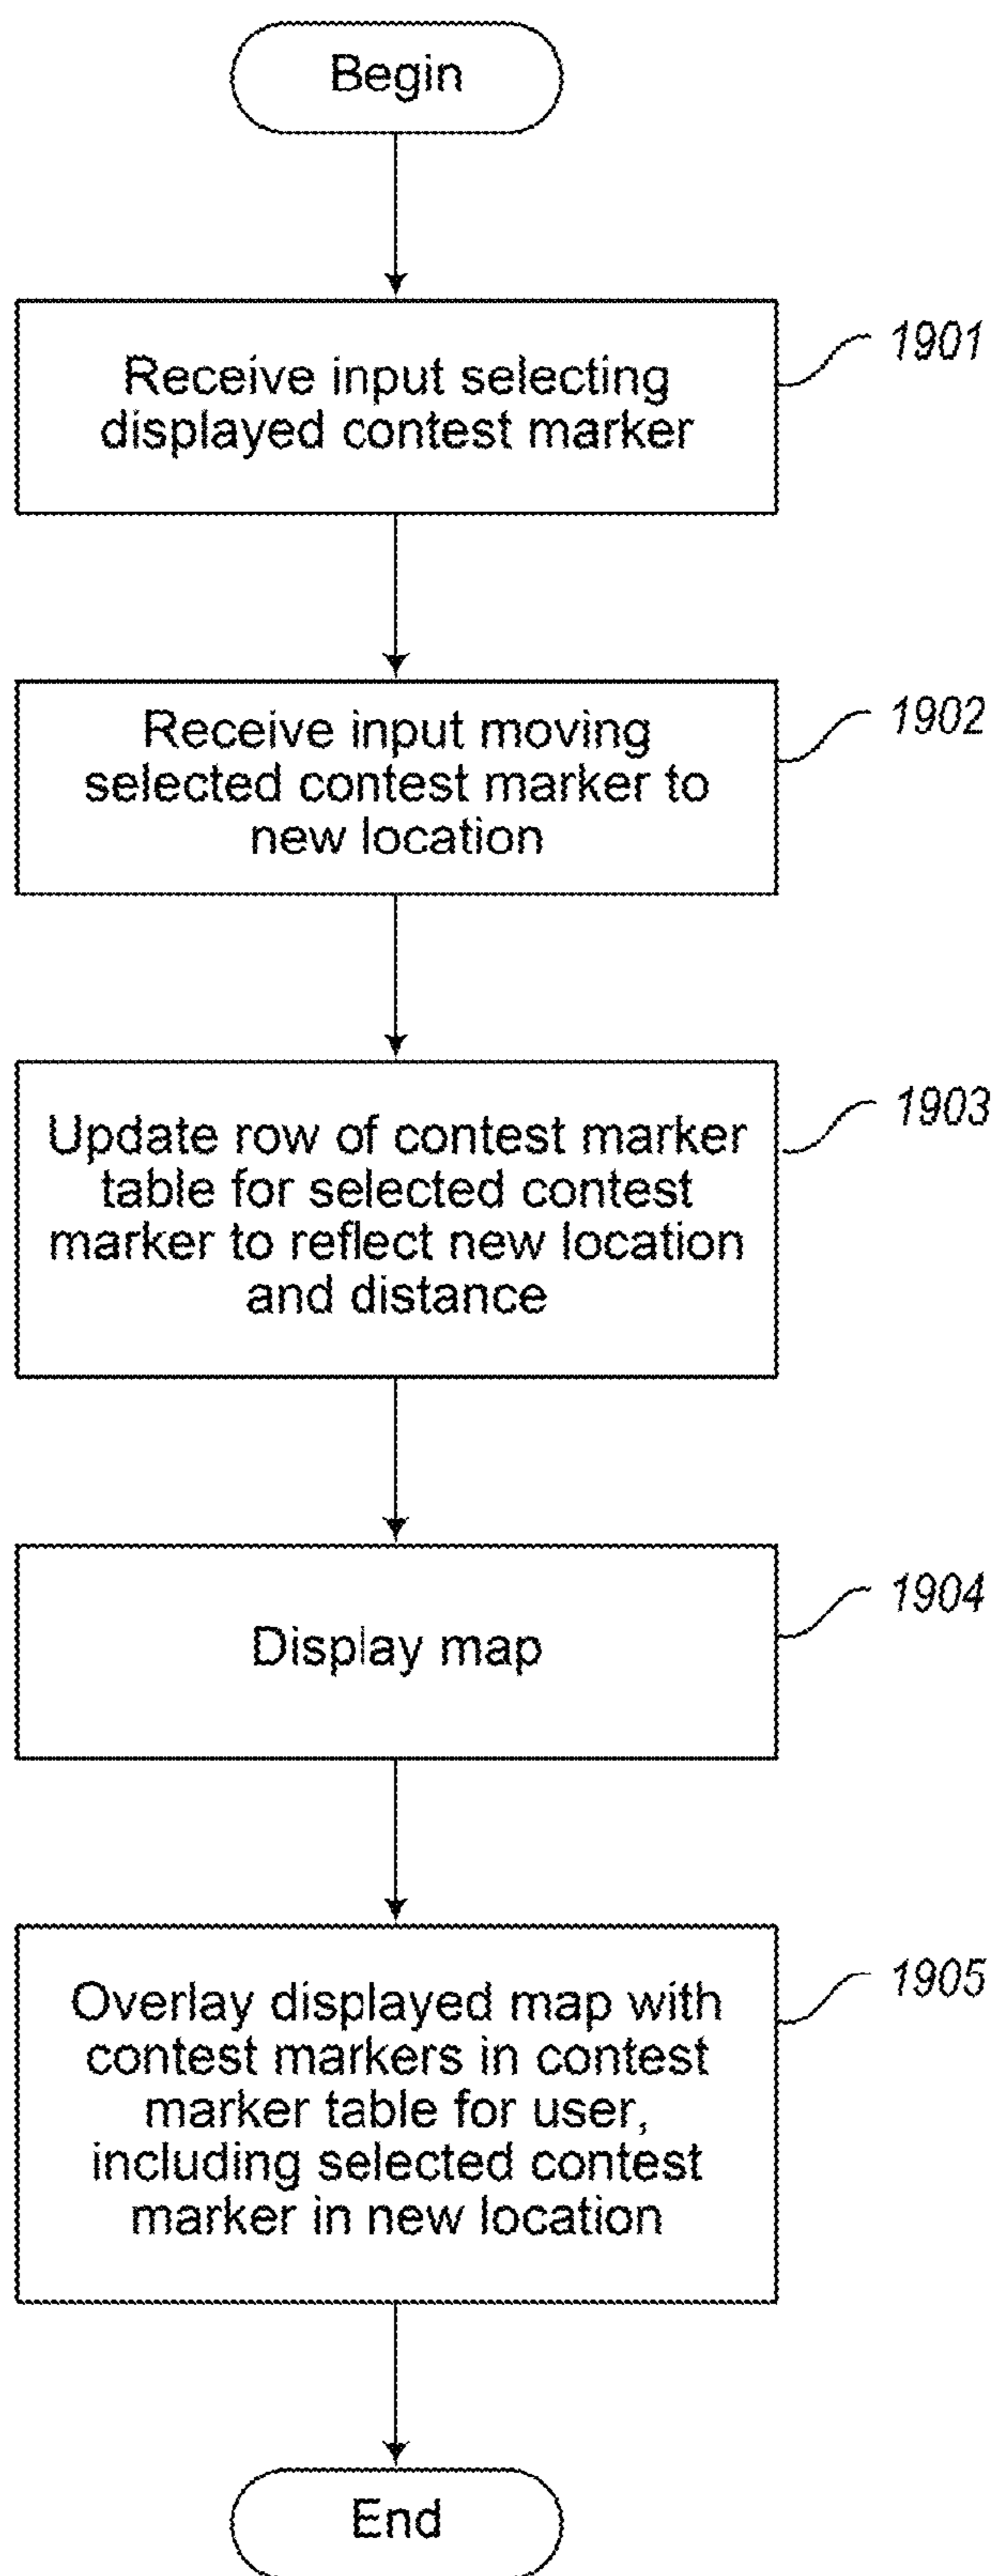 Begin
Receive input selecting
displayed contest marker
1901
Receive input moving
selected contest marker to
new location
1902
Update row of contest marker
table for selected contest
marker to reflect new location
and distance
1903
Display map
1904
Overlay displayed map with
contest markers in contest
marker table for user,
including selected contest
marker in new location
1905
End